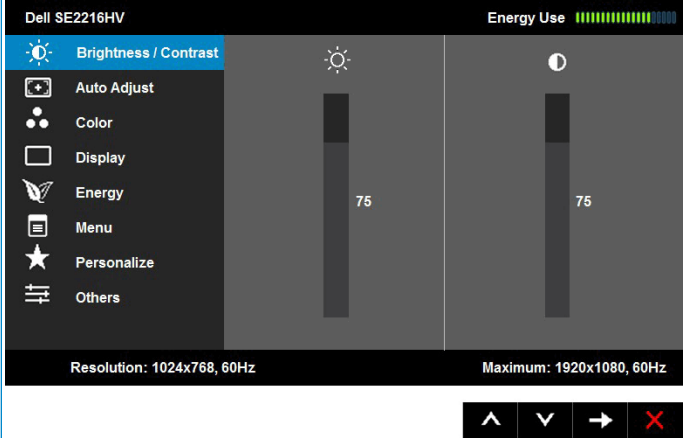 Dell SE2216HV
Energy Use
Brightness / Contrast
Auto Adjust
Color
Display
Energy
Menu
Personalize
Others
75
75
Resolution: 1024x768, 60Hz
Maximum: 1920x1080, 60Hz